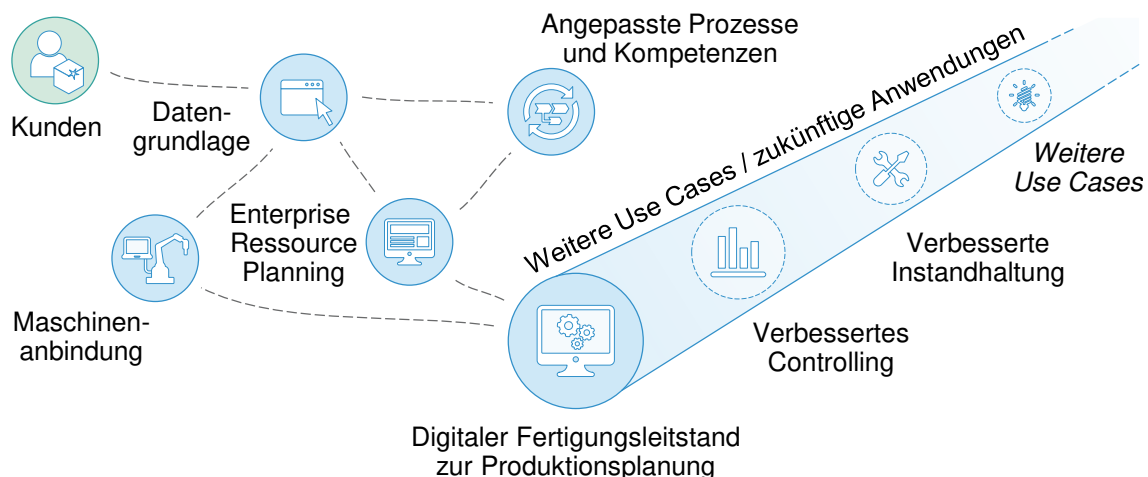 Angepasste Prozesse
und Kompetenzen
Kunden
Daten-
grundlage
Weitere Use Cases / zukünftige Anwendungen
Weitere
Use Cases
Enterprise
Ressource
Planning
Verbesserte
Instandhaltung
Maschinen-
anbindung
Verbessertes
Controlling
Digitaler Fertigungsleitstand
zur Produktionsplanung